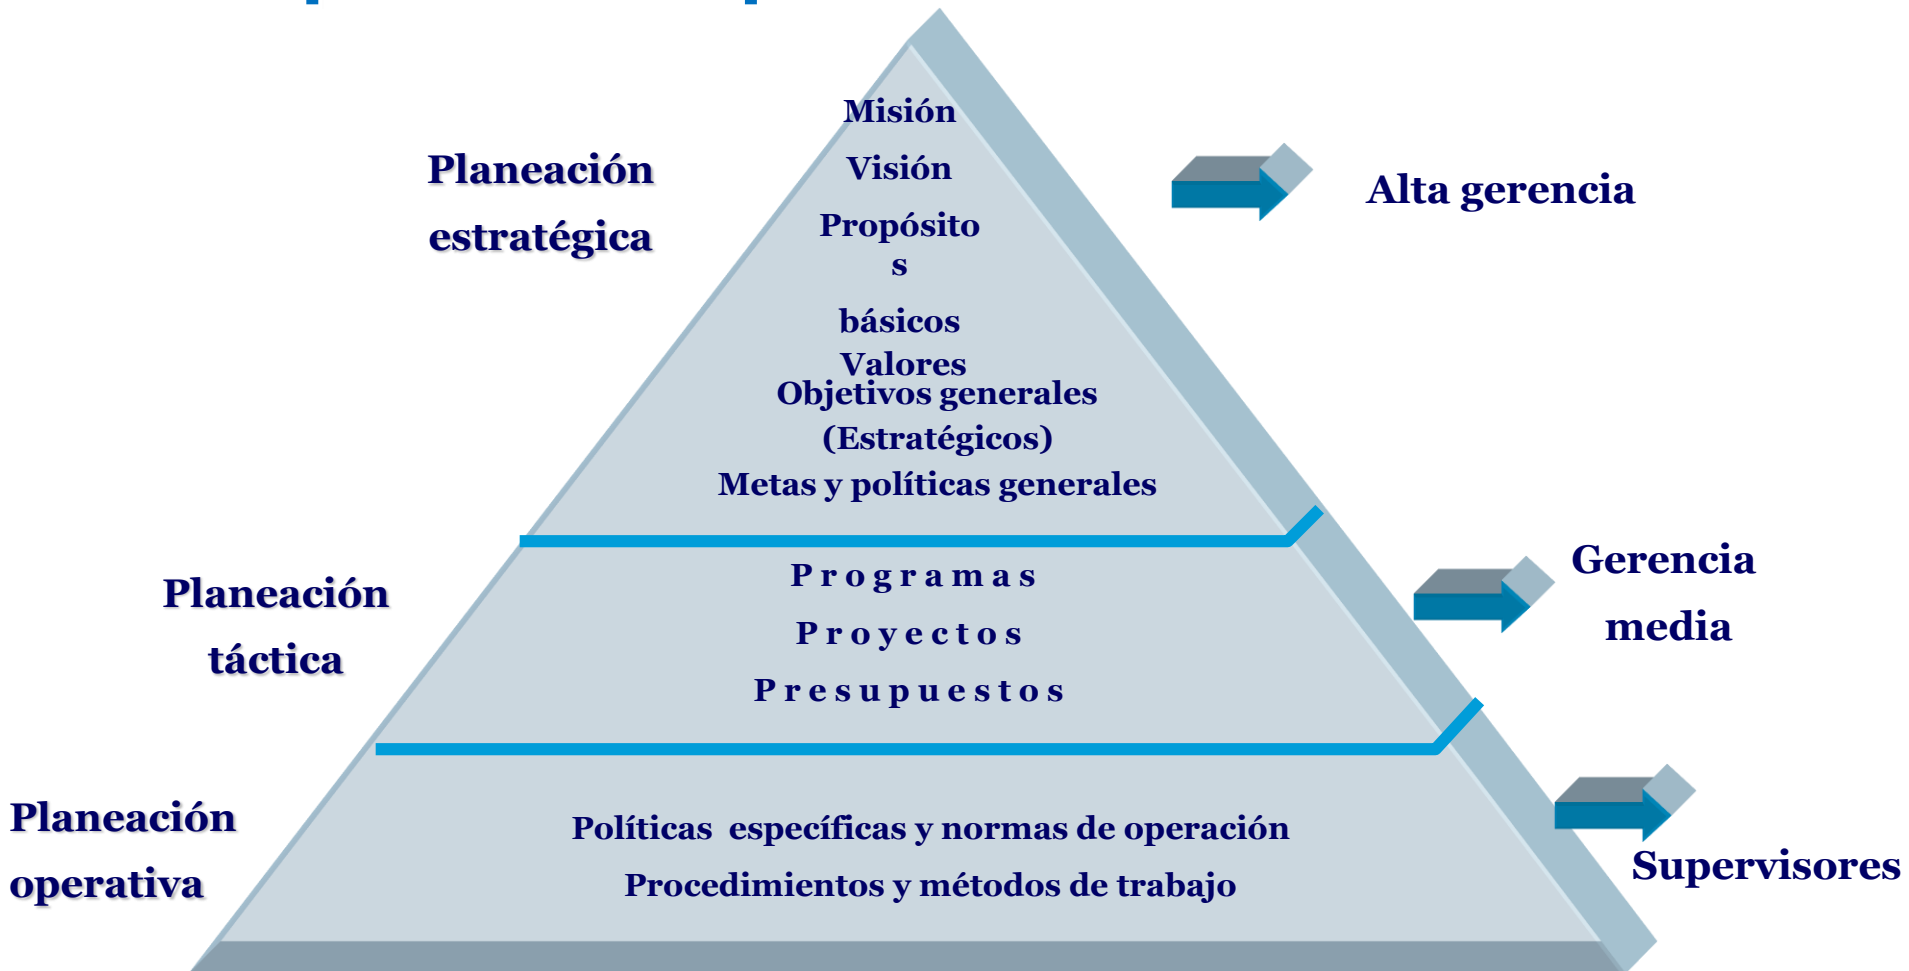 Misión
Planeación
estratégica
Visión
Propósito
s
básicos
Valores
Objetivos generales
(Estratégicos)
Metas y políticas generales
Alta gerencia
Planeación
táctica
Programas
Proyectos
Presupuestos
Gerencia
media
Planeación
operativa
Políticas específicas y normas de operación
Procedimientos y métodos de trabajo
Supervisores